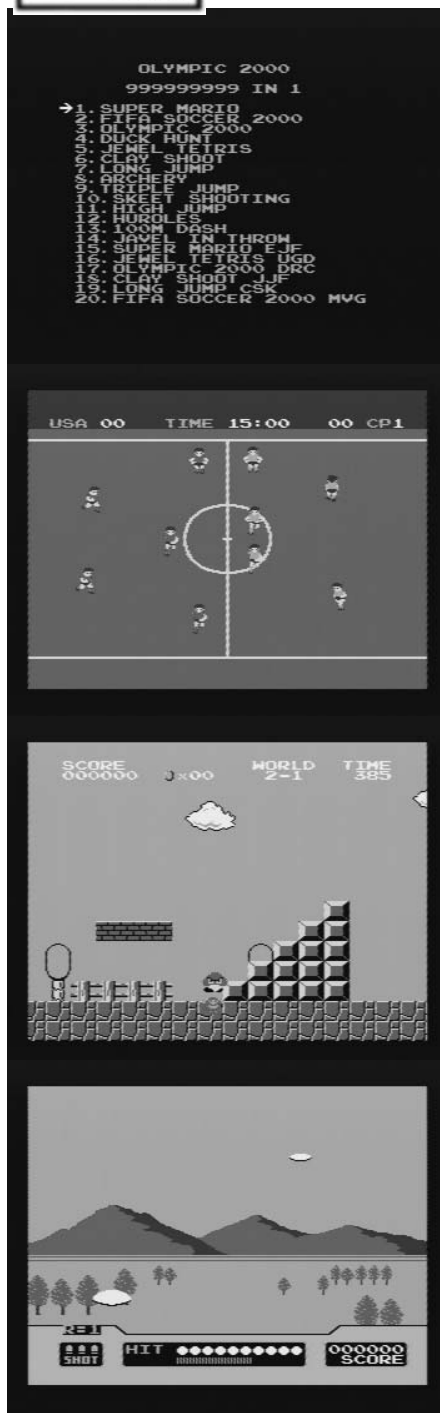 OLYMPIC 2000
999999999 IN 1
→1. SUPER MARIO
2. FIFA SOCCER 2000
3. OLYMPIC 2000
4. DUCK HUNT
5. JEWEL TETRIS
6. CLAY SHOOT
7. LONG JUMP
8. ARCHERY
9. TRIPLE JUMP
10. SKEET SHOOTING
11. HIGH JUMP
12. HUROLES
13. 100M DASH
14. JAVEL IN THROW
15. SUPER MARIO EJF
16. JEWEL TETRIS UGD
17. OLYMPIC 2000 DRC
18. CLAY SHOOT JJF
19. LONG JUMP CSK
20. FIFA SOCCER 2000 MVG
USA 00 TIME 15:00 00 CP1
SCORE WORLD TIME
000000 ×00 2-1 385
R=1
SHOT HIT 000000
SCORE